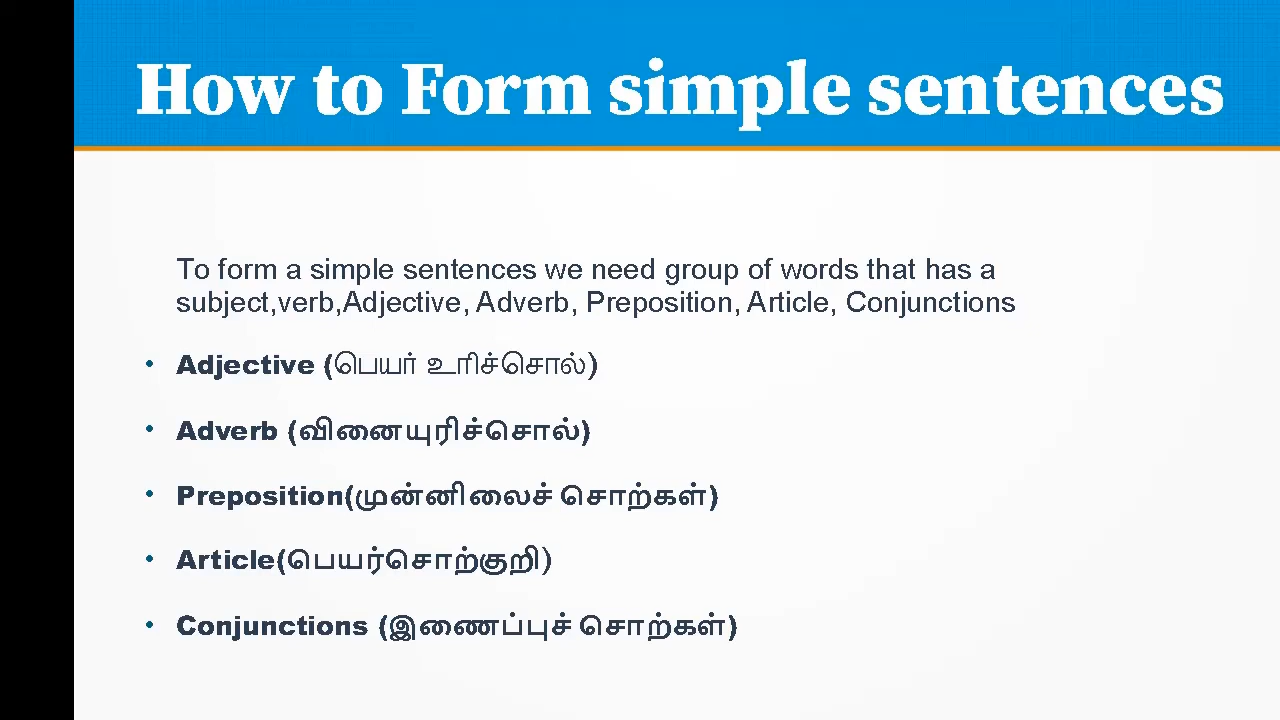 How to Form simple sentences
To form a simple sentences we need group of words that has a
subject,verb,Adjective, Adverb, Preposition, Article, Conjunctions
• Adjective (பெயர் உரிச்சொல்)
• Adverb (வினையுரிச்சொல்)
• Preposition(முன்னிலைச் சொற்கள்)
• Article(பெயர்சொற்குறி)
• Conjunctions (இணைப்புச் சொற்கள்)